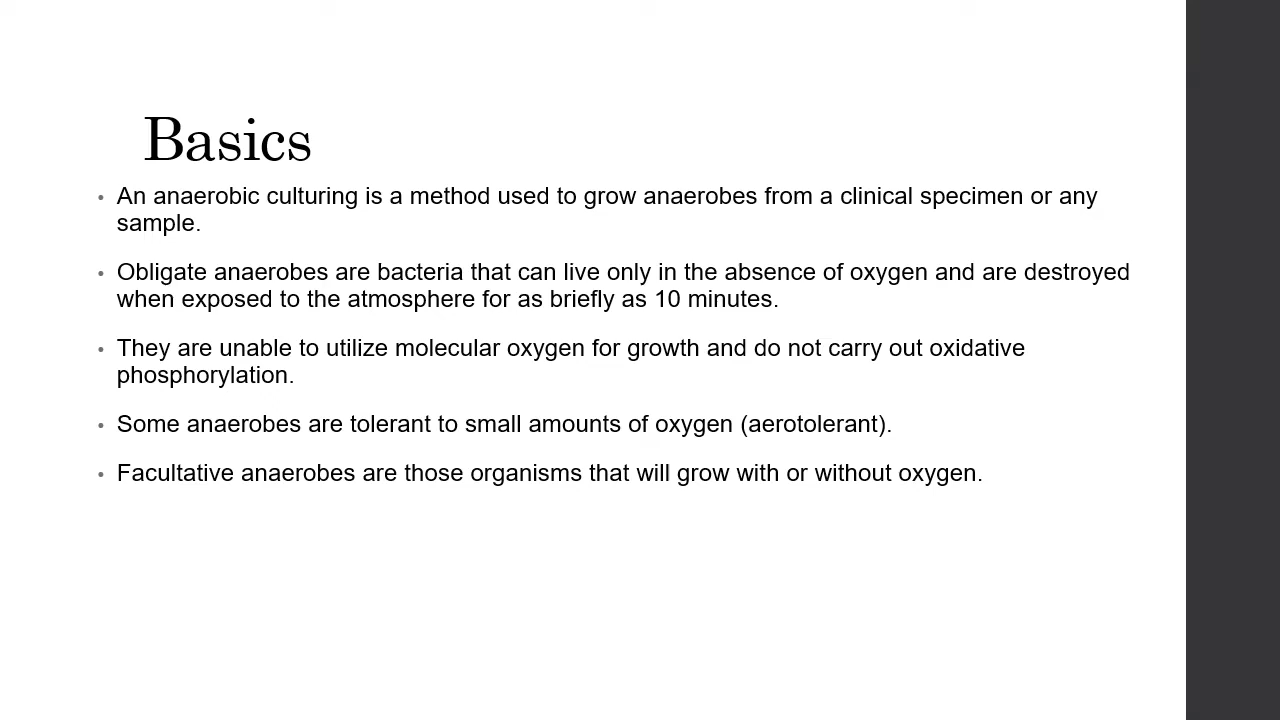 Basics
• An anaerobic culturing is a method used to grow anaerobes from a clinical specimen or any
sample.
• Obligate anaerobes are bacteria that can live only in the absence of oxygen and are destroyed
when exposed to the atmosphere for as briefly as 10 minutes.
• They are unable to utilize molecular oxygen for growth and do not carry out oxidative
phosphorylation.
• Some anaerobes are tolerant to small amounts of oxygen (aerotolerant).
• Facultative anaerobes are those organisms that will grow with or without oxygen.